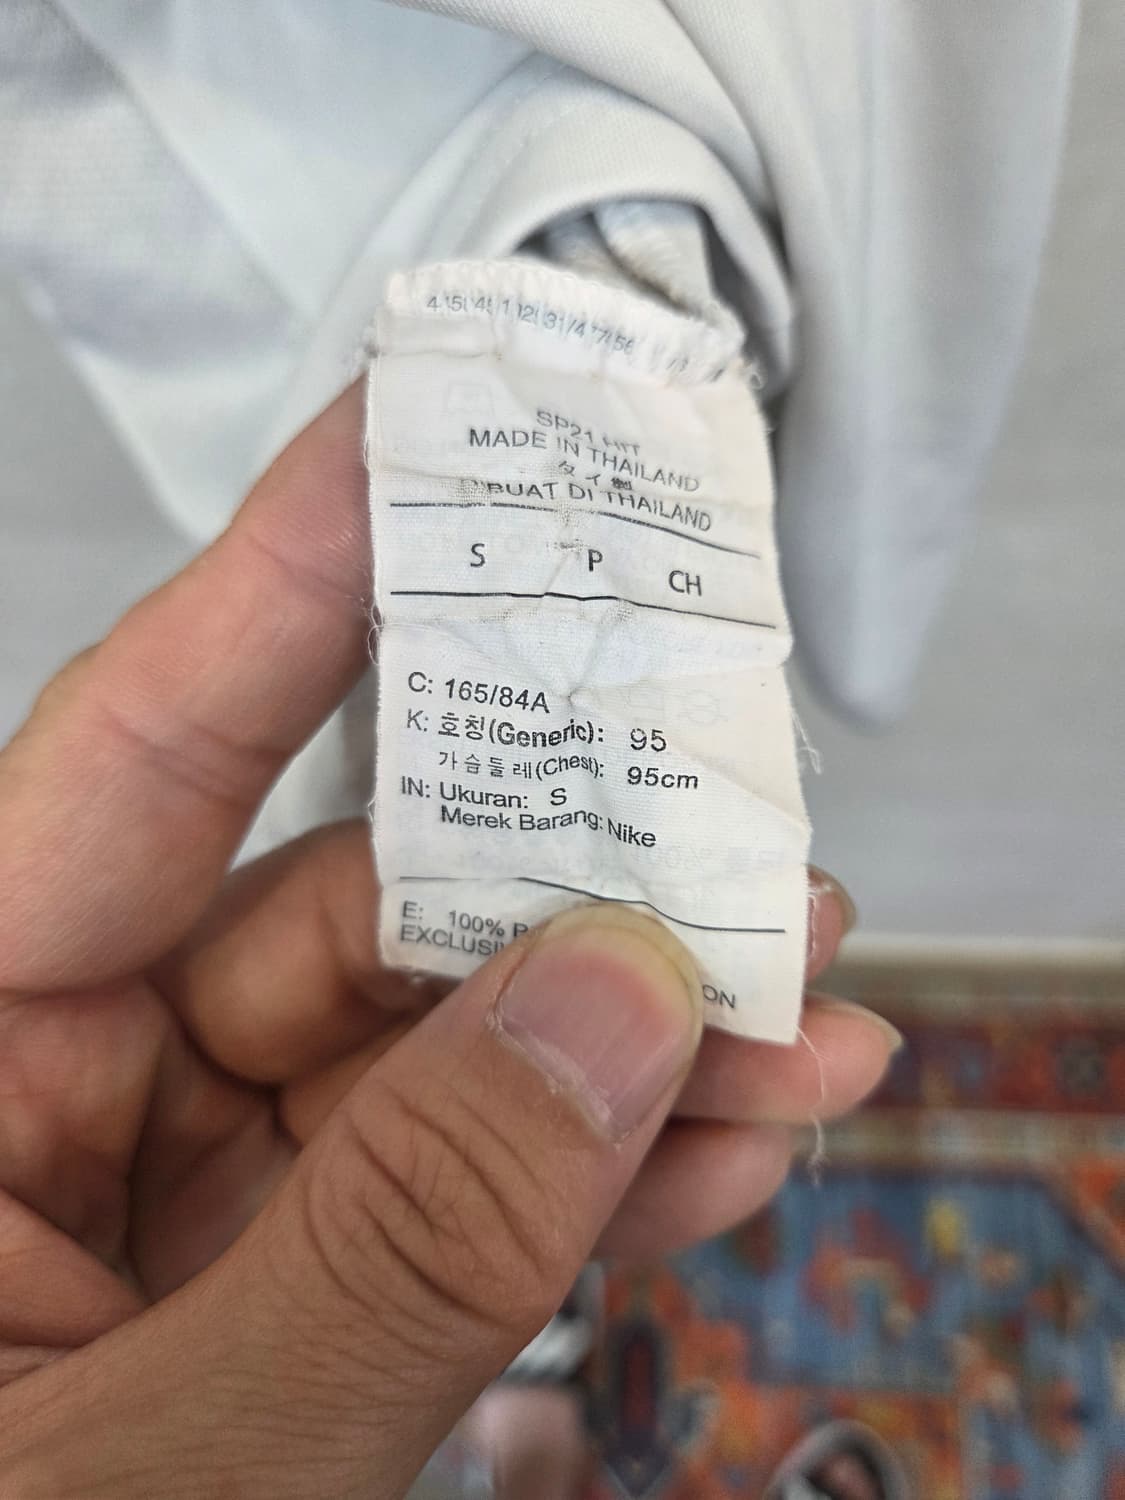 MADE IN THAILAND
タイ製
DIBUAT DI THAILAND
S P CH
C: 165/84A
K: 호칭(Generic): 95
가슴둘레(Chest): 95cm
IN: Ukuran: S
Merek Barang: Nike
E: 100%